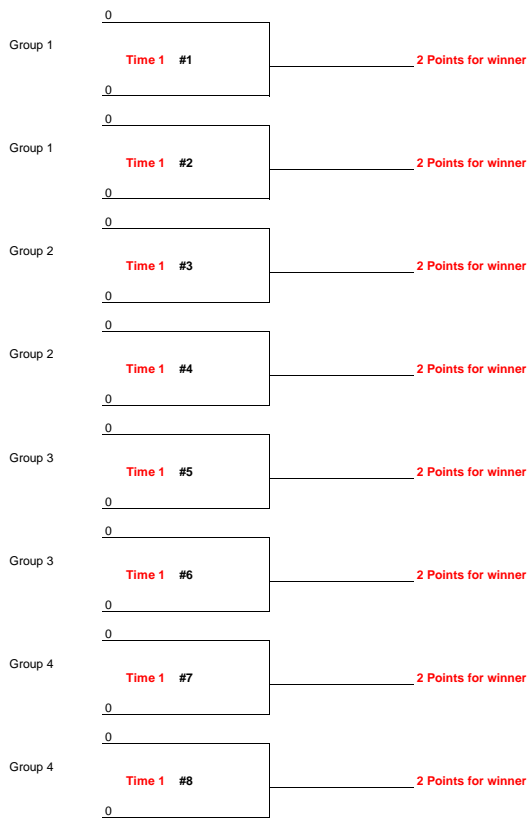 0
Group 1
Time 1 #1 2 Points for winner
0
0
Group 1
Time 1 #2 2 Points for winner
0
0
Group 2
Time 1 #3 2 Points for winner
0
0
Group 2
Time 1 #4 2 Points for winner
0
0
Group 3
Time 1 #5 2 Points for winner
0
0
Group 3
Time 1 #6 2 Points for winner
0
0
Group 4
Time 1 #7 2 Points for winner
0
0
Group 4
Time 1 #8 2 Points for winner
0